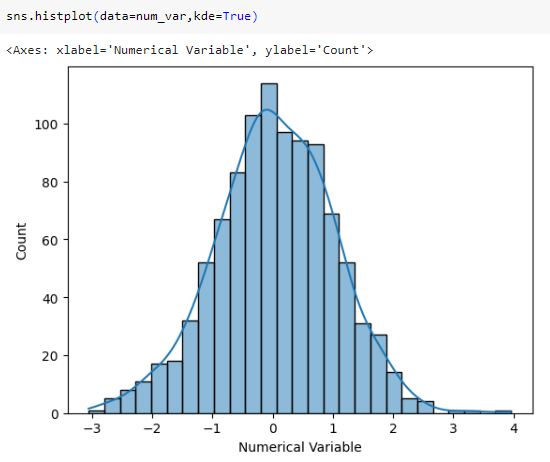 sns.histplot(data=num_var,kde=True)
<Axes: xlabel='Numerical Variable', ylabel='Count'>
100
80
60
40
20
0
Count
−3 −2 −1 0 1 2 3 4
Numerical Variable